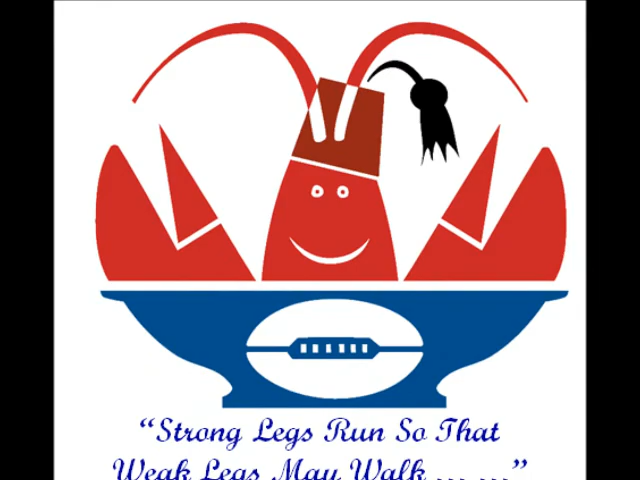 “Strong Legs Run So That
Weak Legs May Walk ... ...”